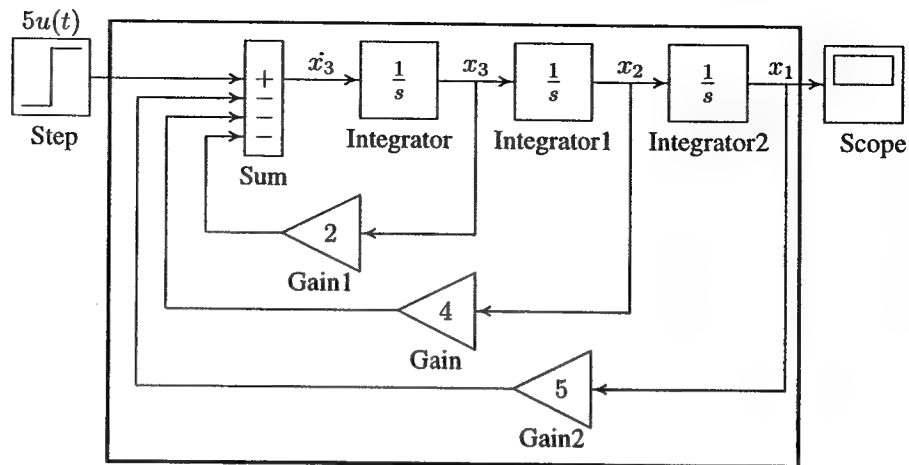 5u(t)
Step
+
−
−
−
Sum
ẋ₃
1/s
Integrator
x₃
1/s
Integrator1
x₂
1/s
Integrator2
x₁
Scope
2
Gain1
4
Gain
5
Gain2